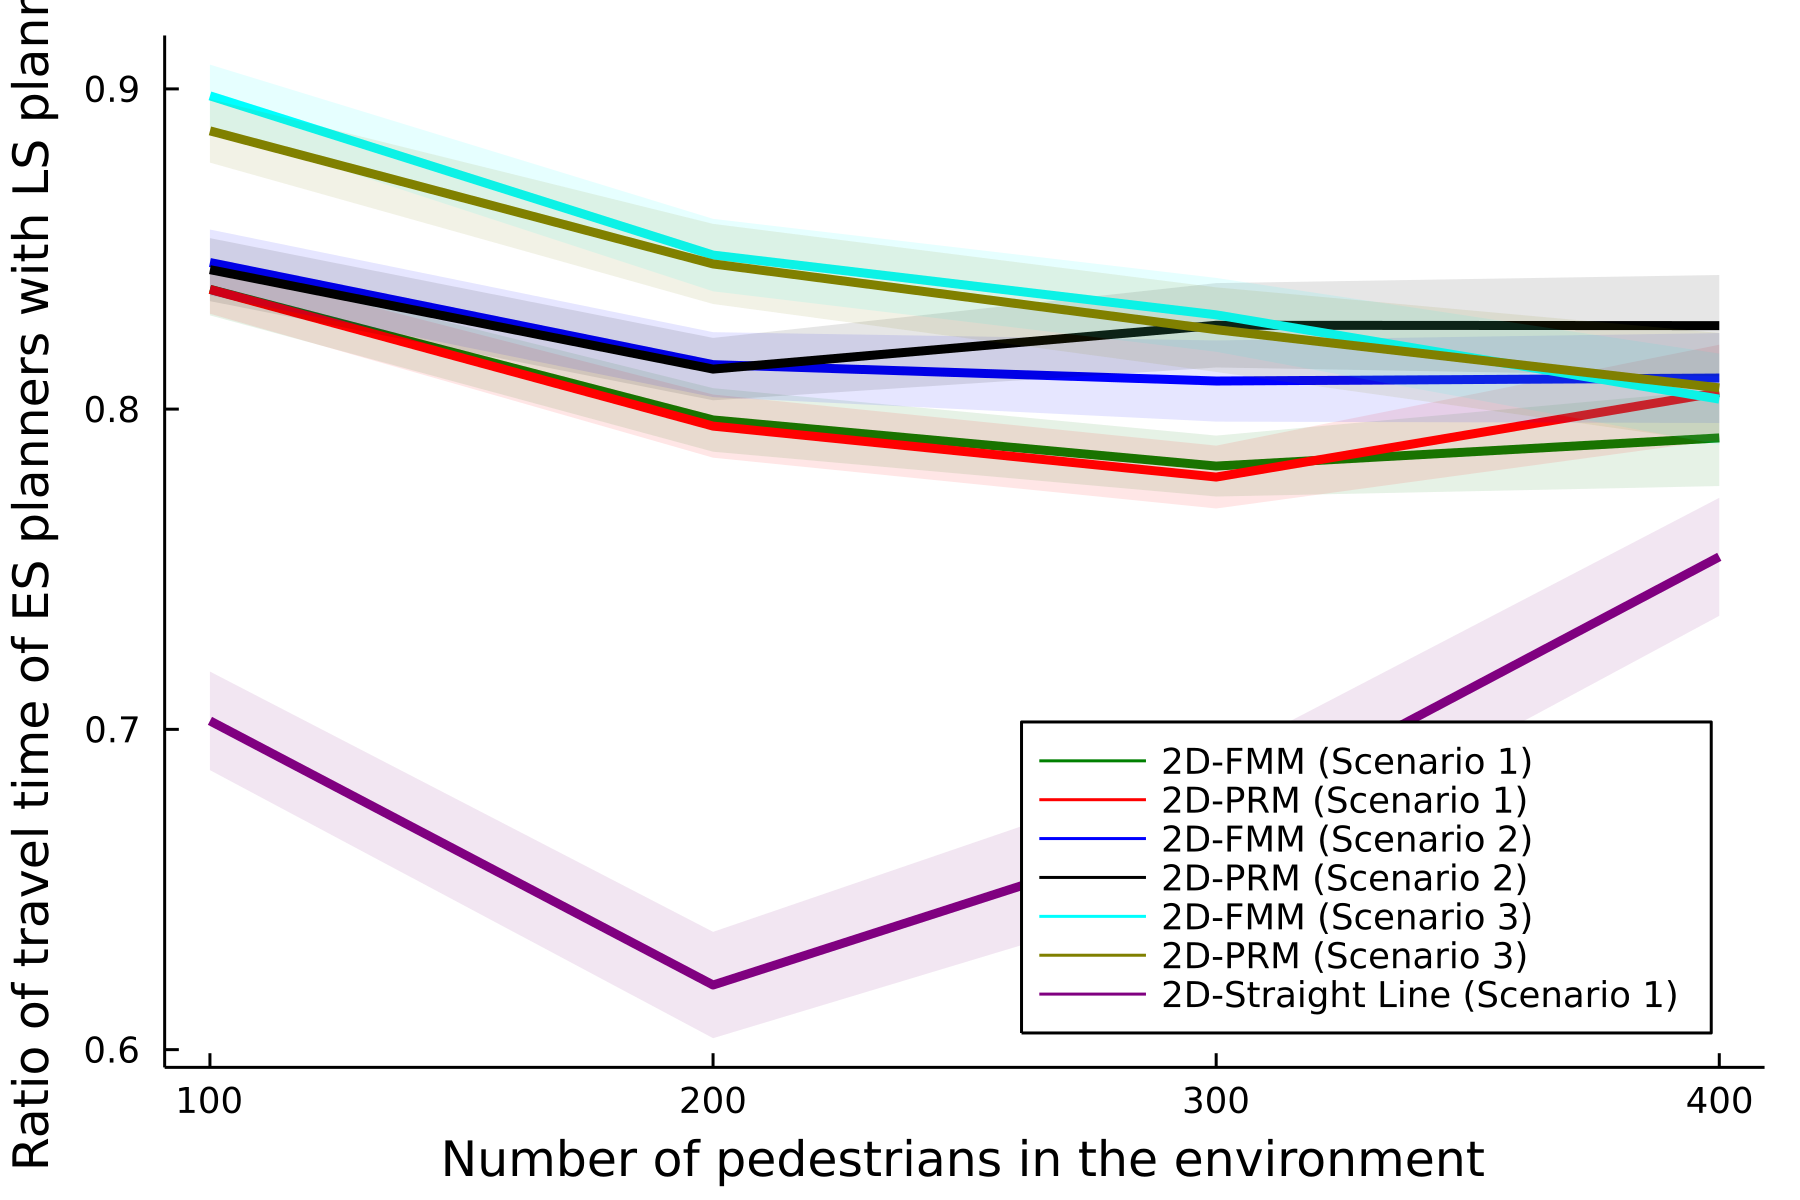 Ratio of travel time of ES planners with LS
0.9
0.8
0.7
0.6
100
200
300
400
Number of pedestrians in the environment
2D-FMM (Scenario 1)
2D-PRM (Scenario 1)
2D-FMM (Scenario 2)
2D-PRM (Scenario 2)
2D-FMM (Scenario 3)
2D-PRM (Scenario 3)
2D-Straight Line (Scenario 1)